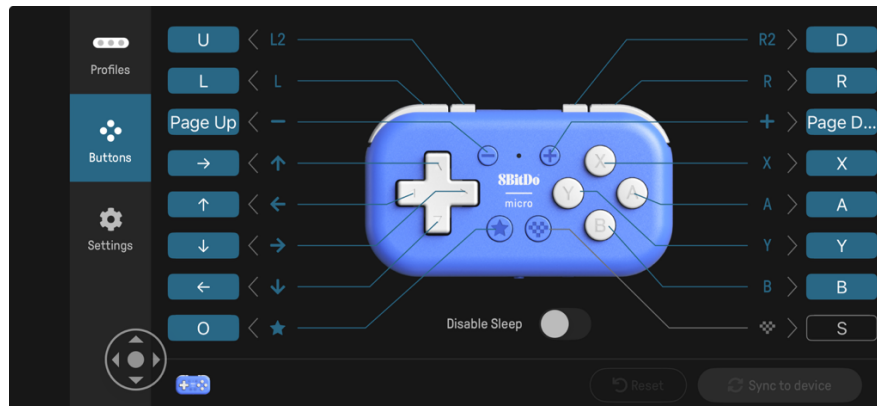 U < L2 R2 > D
Profiles
L < L R > R
Page Up < − + > Page D...
Buttons
→ < ↑ X > X
8BitDo
micro
X
Y A
B
↑ < ← A > A
Settings
↓ < → Y > Y
← < ↓ B > B
O < ★ Disable Sleep > S
Reset Sync to device